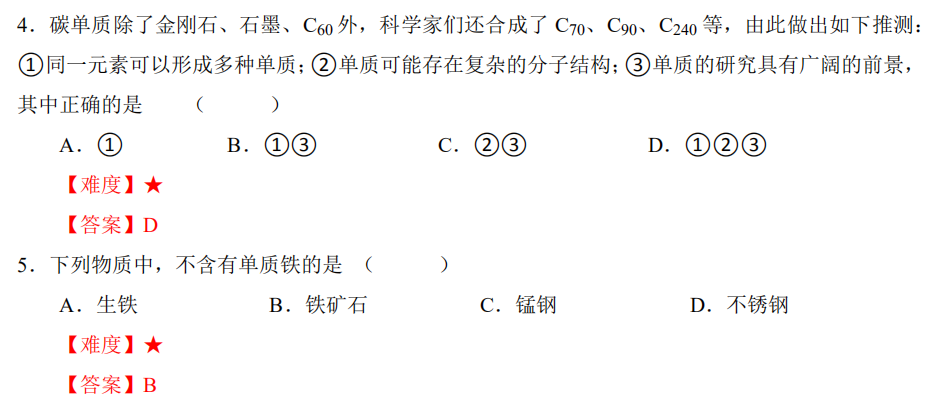 4．碳单质除了金刚石、石墨、C60外，科学家们还合成了 C70、C90、C240 等，由此做出如下推测：
①同一元素可以形成多种单质；②单质可能存在复杂的分子结构；③单质的研究具有广阔的前景，
其中正确的是 （ ）
A．① B．①③ C．②③ D．①②③
【难度】★
【答案】D
5．下列物质中，不含有单质铁的是 （ ）
A．生铁 B．铁矿石 C．锰钢 D．不锈钢
【难度】★
【答案】B